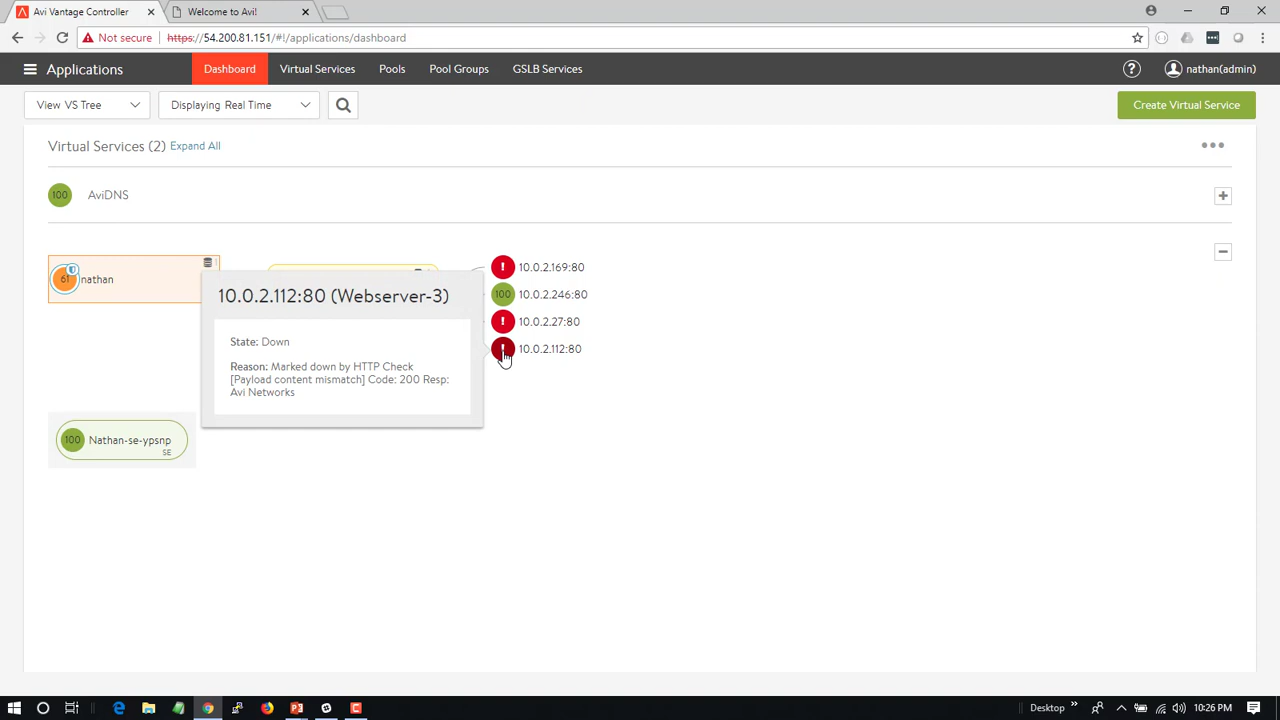 Avi Vantage Controller
Welcome to Avi!
Not secure https://54.200.81.151/#!/applications/dashboard
Applications Dashboard Virtual Services Pools Pool Groups GSLB Services ? nathan(admin)
View VS Tree Displaying Real Time Create Virtual Service
Virtual Services (2) Expand All
100 AviDNS
61 nathan
10.0.2.169:80
100 10.0.2.246:80
10.0.2.27:80
10.0.2.112:80
10.0.2.112:80 (Webserver-3)
State: Down
Reason: Marked down by HTTP Check
[Payload content mismatch] Code: 200 Resp:
Avi Networks
100 Nathan-se-ypsnp
SE
Desktop 10:26 PM